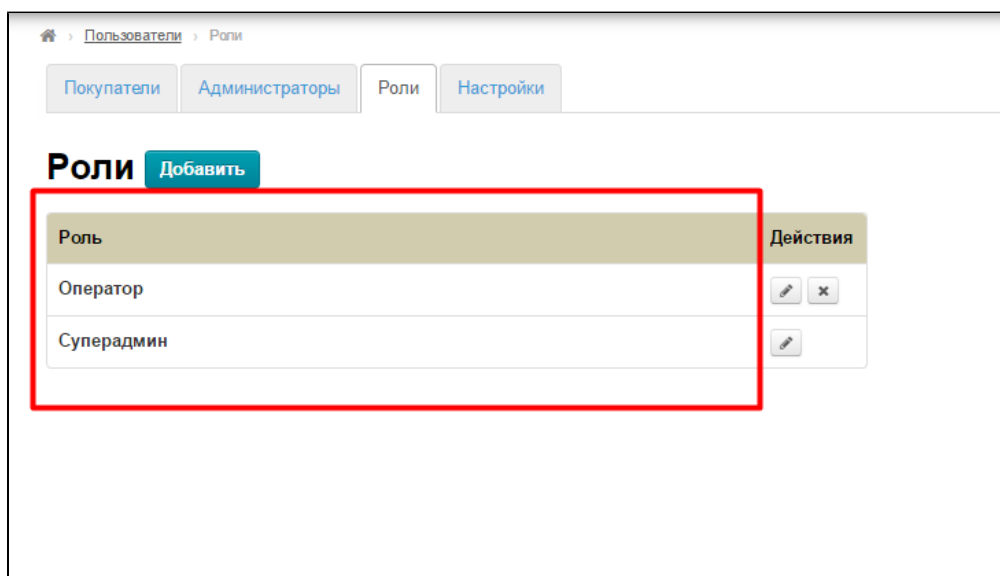 › Пользователи › Роли
Покупатели Администраторы Роли Настройки
Роли Добавить
Роль Действия
Оператор
Суперадмин